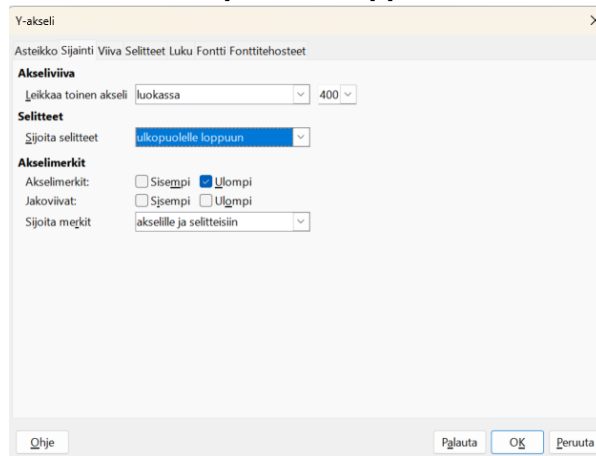 Y-akseli
Asteikko Sijainti Viiva Selitteet Luku Fontti Fonttitehosteet
Akseliviiva
Leikkaa toinen akseli luokassa 400
Selitteet
Sijoita selitteet ulkopuolelle loppuun
Akselimerkit
Akselimerkit: Sisempi Ulompi
Jakoviivat: Sisempi Ulompi
Sijoita merkit akselille ja selitteisiin
Ohje Palauta OK Peruuta